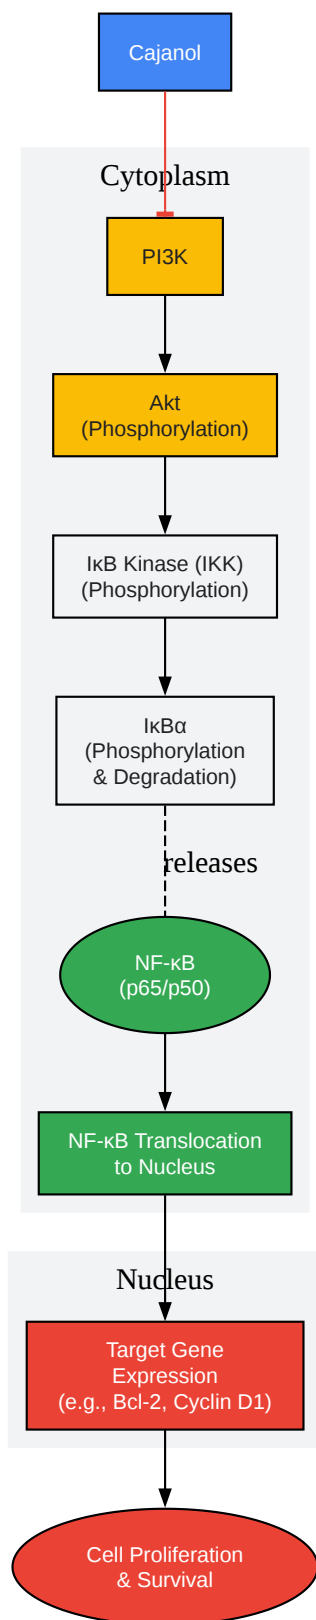 Cajanol
Cytoplasm
PI3K
Akt
(Phosphorylation)
IκB Kinase (IKK)
(Phosphorylation)
IκBα
(Phosphorylation
& Degradation)
releases
NF-κB
(p65/p50)
NF-κB Translocation
to Nucleus
Nucleus
Target Gene
Expression
(e.g., Bcl-2, Cyclin D1)
Cell Proliferation
& Survival